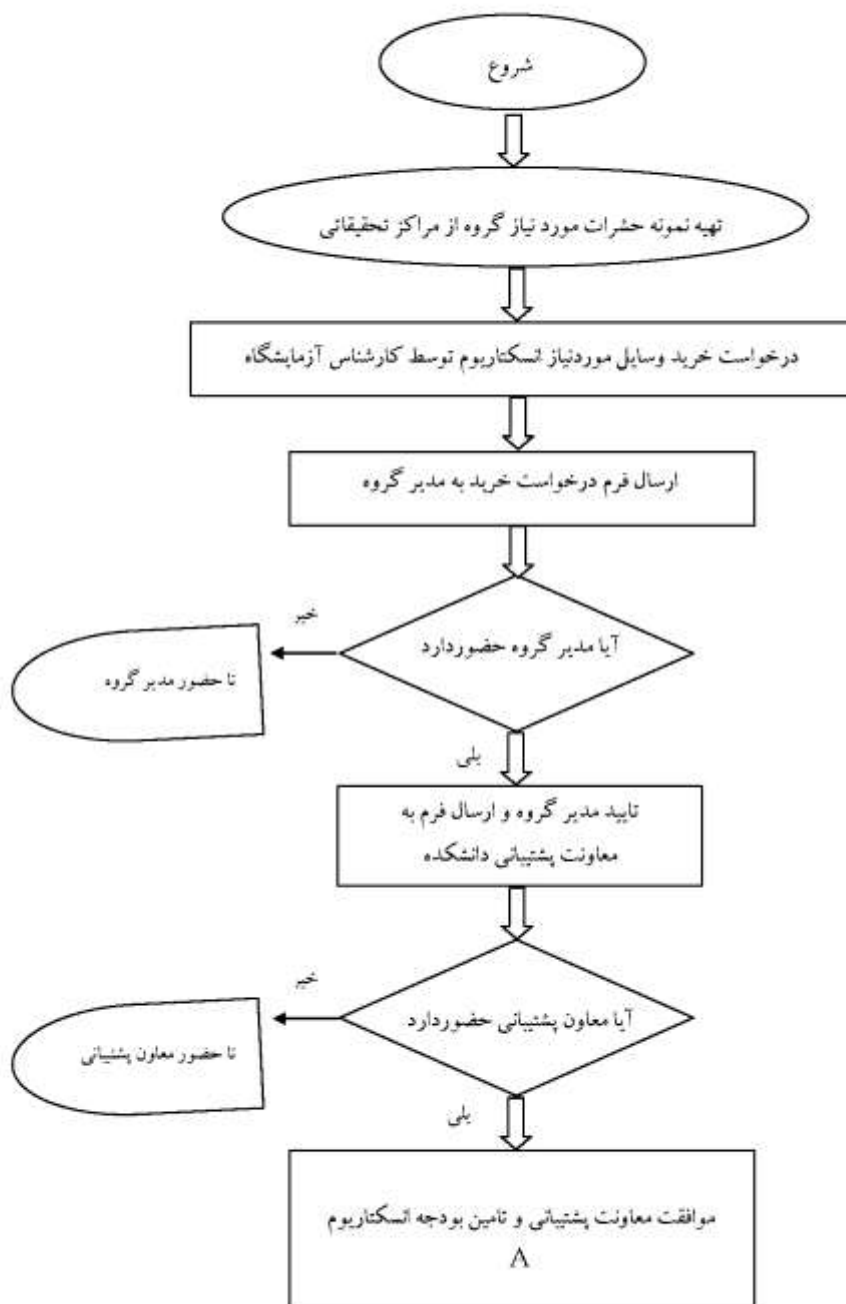 شروع
تهیه نمونه حشرات مورد نیاز گروه از مراکز تحقیقاتی
درخواست خرید وسایل موردنیاز انسکتاریوم توسط کارشناس آزمایشگاه
ارسال فرم درخواست خرید به مدیر گروه
آیا مدیر گروه حضوردارد
خیر
تا حضور مدیر گروه
بلی
تایید مدیر گروه و ارسال فرم به
معاونت پشتیبانی دانشکده
آیا معاون پشتیبانی حضوردارد
خیر
تا حضور معاون پشتیبانی
بلی
موافقت معاونت پشتیبانی و تامین بودجه انسکتاریوم
A